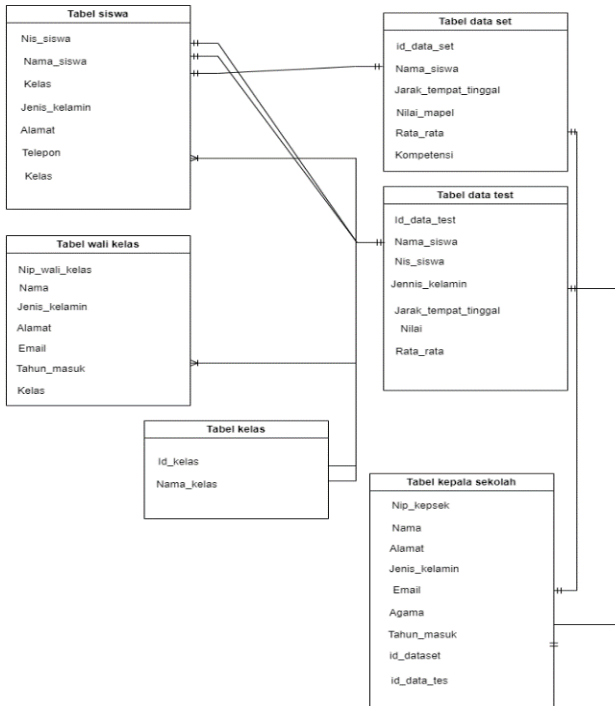 Tabel siswa
Nis_siswa
Nama_siswa
Kelas
Jenis_kelamin
Alamat
Telepon
Kelas
Tabel data set
id_data_set
Nama_siswa
Jarak_tempat_tinggal
Nilai_mapel
Rata_rata
Kompetensi
Tabel data test
Id_data_test
Nama_siswa
Nis_siswa
Jennis_kelamin
Jarak_tempat_tinggal
Nilai
Rata_rata
Tabel wali kelas
Nip_wali_kelas
Nama
Jenis_kelamin
Alamat
Email
Tahun_masuk
Kelas
Tabel kelas
Id_kelas
Nama_kelas
Tabel kepala sekolah
Nip_kepsek
Nama
Alamat
Jenis_kelamin
Email
Agama
Tahun_masuk
id_dataset
id_data_tes